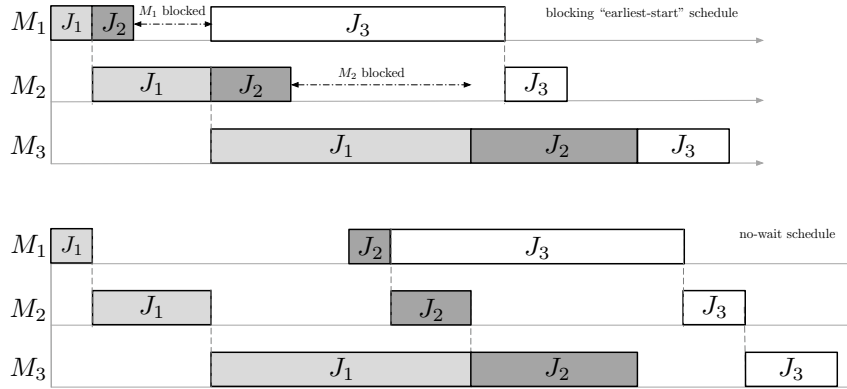 M1 J1 J2 M1 blocked J3 blocking “earliest-start” schedule
M2 J1 J2 M2 blocked J3
M3 J1 J2 J3
M1 J1 J2 J3 no-wait schedule
M2 J1 J2 J3
M3 J1 J2 J3